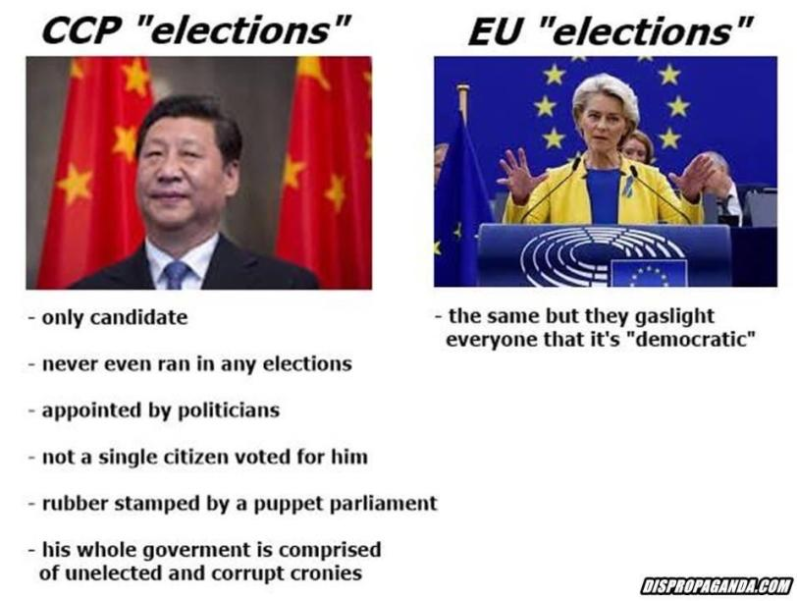 CCP "elections"
EU "elections"
- only candidate
- never even ran in any elections
- appointed by politicians
- not a single citizen voted for him
- rubber stamped by a puppet parliament
- his whole goverment is comprised
of unelected and corrupt cronies
- the same but they gaslight
everyone that it's "democratic"
DISPROPAGANDA.COM